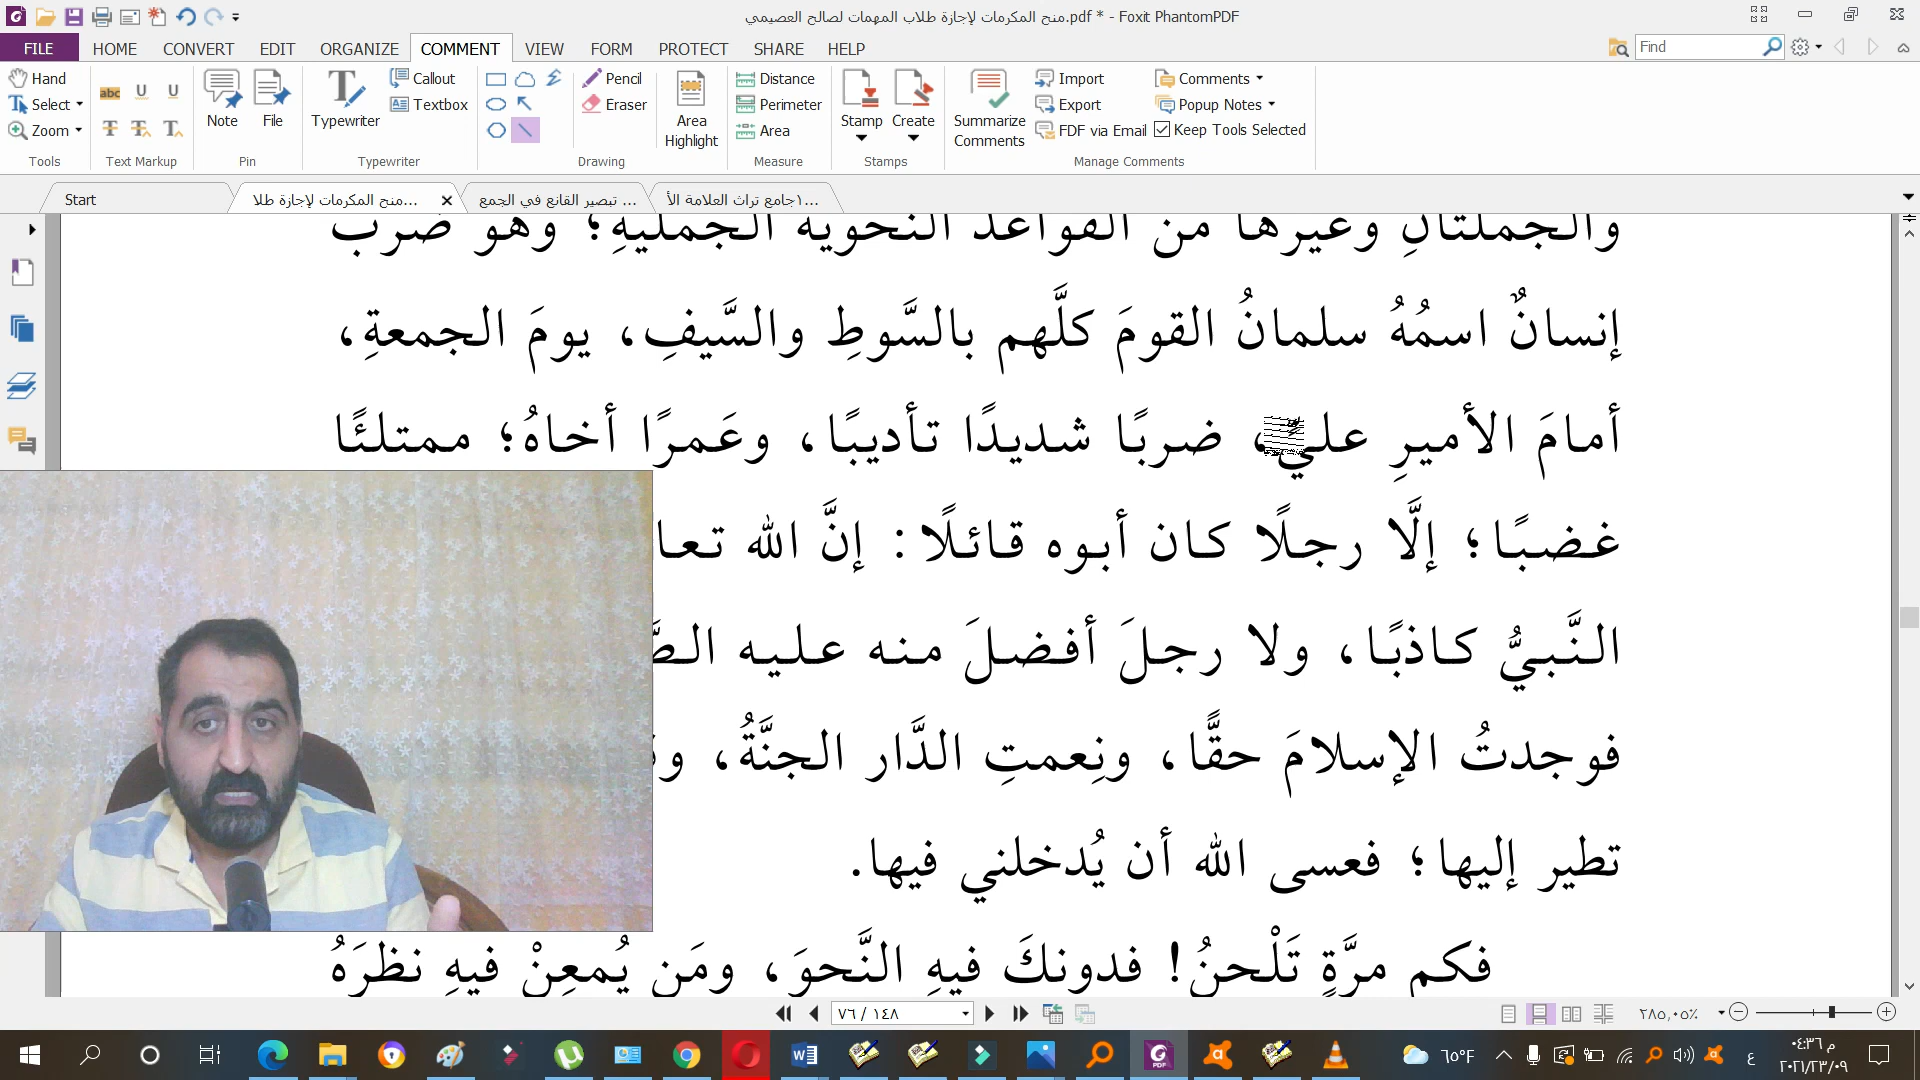 منح المكرمات لإجازة طلاب المهمات لصالح العصيمي.pdf * - Foxit PhantomPDF
FILE HOME CONVERT EDIT ORGANIZE COMMENT VIEW FORM PROTECT SHARE HELP
Find
Hand
Select
Zoom
Tools
Text Markup
Note
File
Pin
Typewriter
Callout
Textbox
Typewriter
Pencil
Eraser
Area Highlight
Drawing
Distance
Perimeter
Area
Measure
Stamp
Create
Stamps
Summarize Comments
Import
Export
FDF via Email
Comments
Popup Notes
Keep Tools Selected
Manage Comments
Start
منح المكرمات لإجازة طلا...
تبصير القانع في الجمع ...
١جامع تراث العلامة الأ...
والجملتانِ وغيرها من القواعد النحوية الجمليةِ؛ وهو ضرب
إنسانٌ اسمُهُ سلمانُ القومَ كلَّهم بالسَّوطِ والسَّيفِ، يومَ الجمعةِ،
أمامَ الأميرِ عليٍّ، ضربًا شديدًا تأديبًا، وعَمرًا أخاهُ؛ ممتلئًا
غضبًا؛ إلَّا رجلًا كان أبوه قائلًا: إنَّ الله تعا
النَّبيُّ كاذبًا، ولا رجلَ أفضلَ منه عليه
فوجدتُ الإسلامَ حقًّا، ونِعمتِ الدَّار الجنَّةُ،
تطير إليها؛ فعسى الله أن يُدخلني فيها.
فكم مرَّةٍ تَلْحنُ! فدونكَ فيهِ النَّحوَ، ومَن يُمعِنْ فيهِ نظرَهُ
٧٦ / ١٤٨
٢٨٥,٠٥٪
٦٥°F
ع
٠٤:٣٦ م
٢٠٢١/٢٣/٠٩